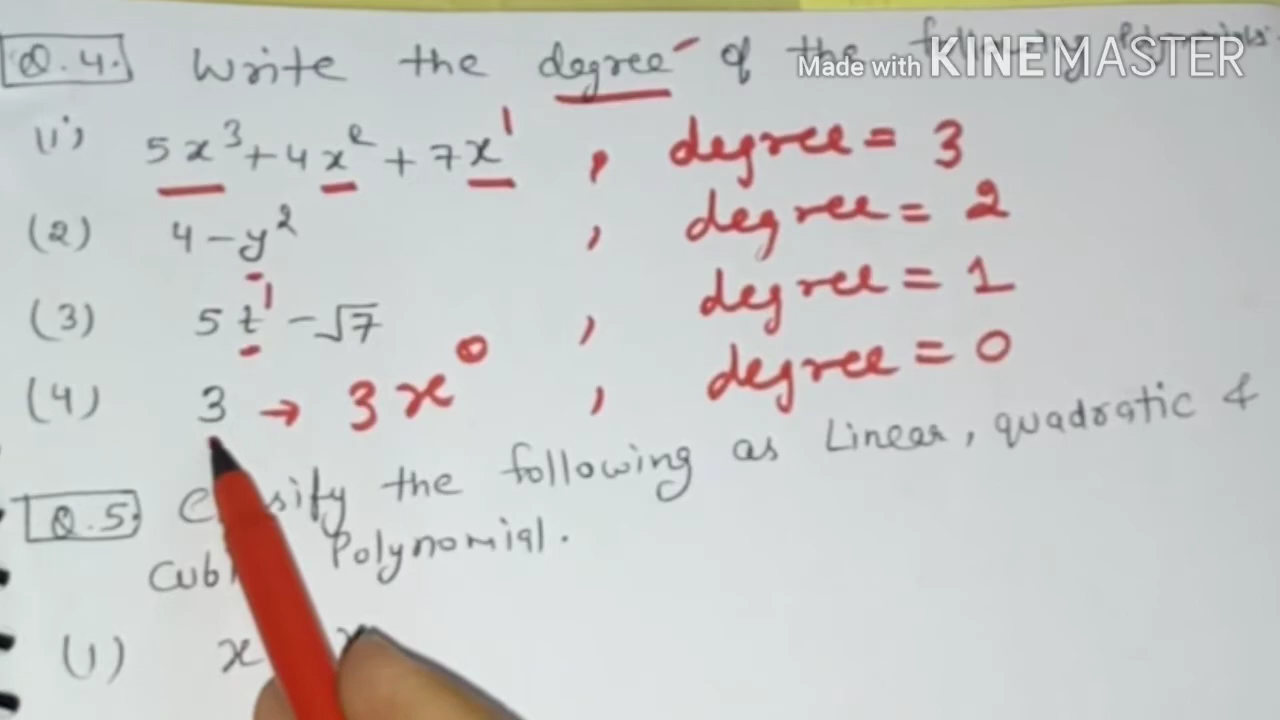 Q.4. Write the degree of the following
Made with KINEMASTER
(1) 5x³+4x²+7x¹ , degree = 3
(2) 4-y² , degree = 2
(3) 5t¹-√7 , degree = 1
(4) 3 → 3x⁰ , degree = 0
Q.5. the following as Linear, quadratic &
Polynomial.
(1) x